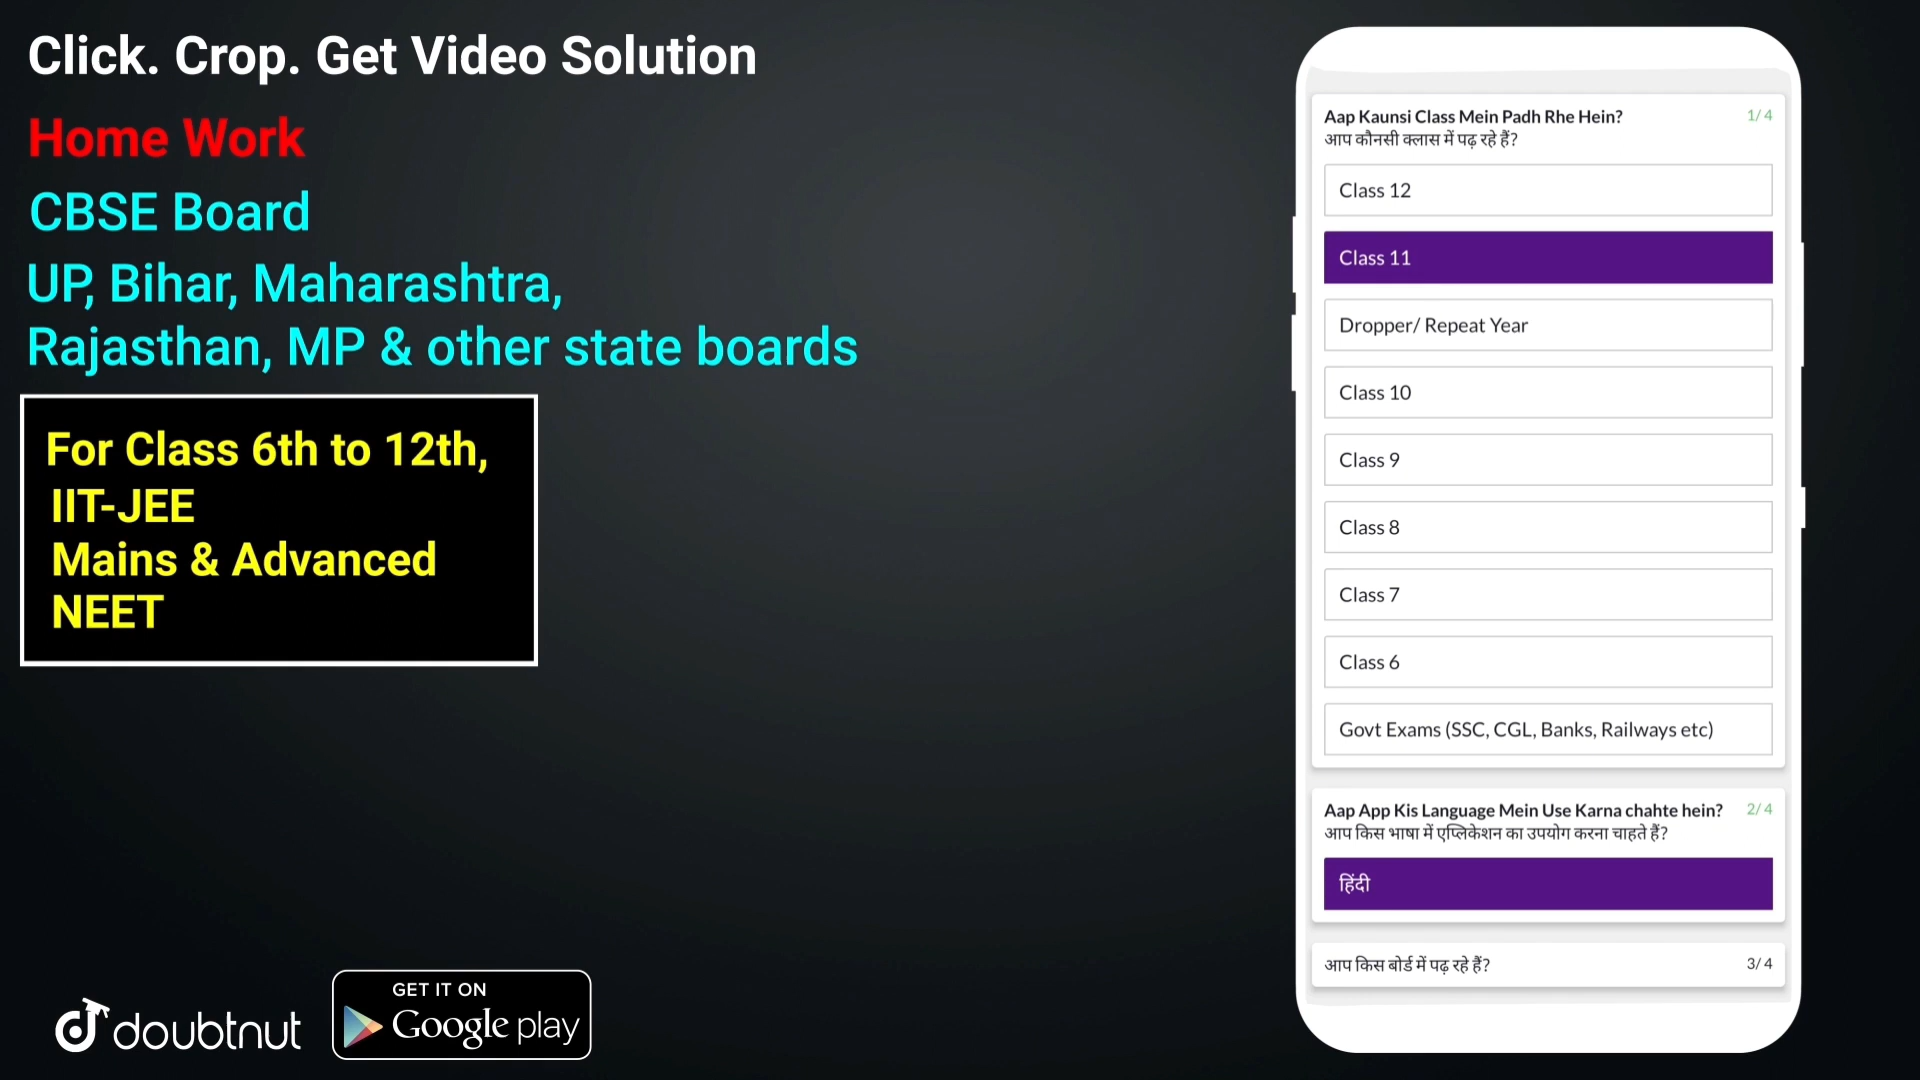 Click. Crop. Get Video Solution
Home Work
CBSE Board
UP, Bihar, Maharashtra,
Rajasthan, MP & other state boards
For Class 6th to 12th,
IIT-JEE
Mains & Advanced
NEET
doubtnut
GET IT ON
Google play
Aap Kaunsi Class Mein Padh Rhe Hein? 1/4
आप कौनसी क्लास में पढ़ रहे हैं?
Class 12
Class 11
Dropper/ Repeat Year
Class 10
Class 9
Class 8
Class 7
Class 6
Govt Exams (SSC, CGL, Banks, Railways etc)
Aap App Kis Language Mein Use Karna chahte hein? 2/4
आप किस भाषा में एप्लिकेशन का उपयोग करना चाहते हैं?
हिंदी
आप किस बोर्ड में पढ़ रहे हैं? 3/4